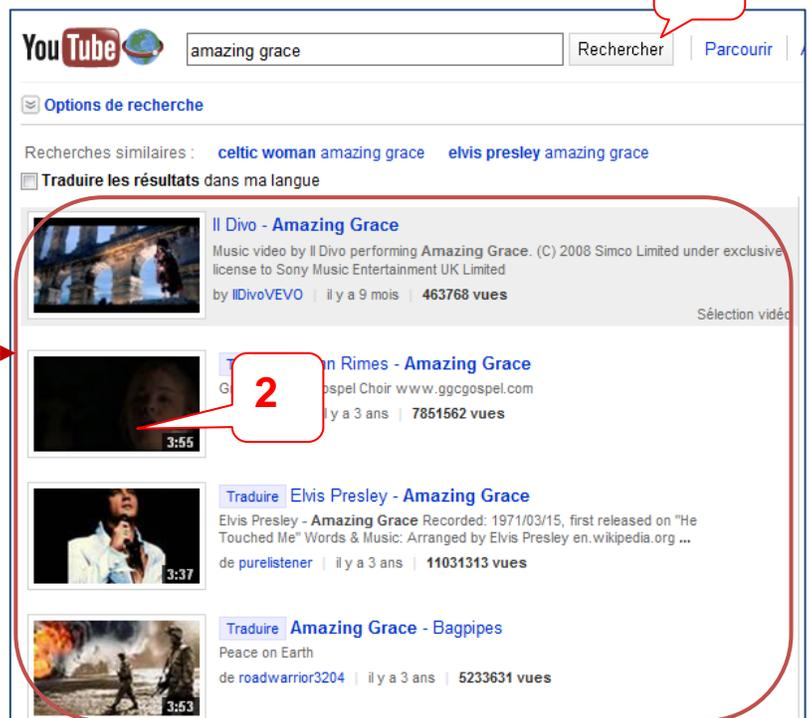 You Tube
amazing grace
Rechercher
Parcourir
Options de recherche
Recherches similaires : celtic woman amazing grace elvis presley amazing grace
Traduire les résultats dans ma langue
Il Divo - Amazing Grace
Music video by Il Divo performing Amazing Grace. (C) 2008 Simco Limited under exclusive
license to Sony Music Entertainment UK Limited
by IlDivoVEVO | il y a 9 mois | 463768 vues
Sélection vidéo
Rimes - Amazing Grace
Choir www.ggcgospel.com
y a 3 ans | 7851562 vues
3:55
2
Traduire Elvis Presley - Amazing Grace
Elvis Presley - Amazing Grace Recorded: 1971/03/15, first released on "He
Touched Me" Words & Music: Arranged by Elvis Presley en.wikipedia.org ...
de purelistener | il y a 3 ans | 11031313 vues
3:37
Traduire Amazing Grace - Bagpipes
Peace on Earth
de roadwarrior3204 | il y a 3 ans | 5233631 vues
3:53